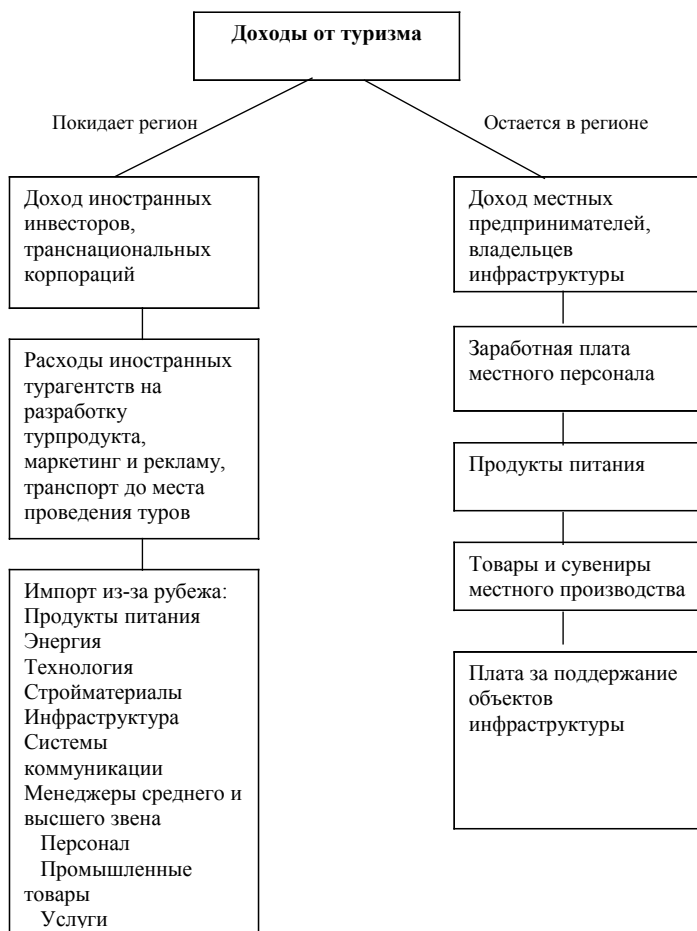 Доходы от туризма
Покидает регион
Остается в регионе
Доход иностранных
инвесторов,
транснациональных
корпораций
Расходы иностранных
турагентств на
разработку
турпродукта,
маркетинг и рекламу,
транспорт до места
проведения туров
Импорт из-за рубежа:
Продукты питания
Энергия
Технология
Стройматериалы
Инфраструктура
Системы
коммуникации
Менеджеры среднего и
высшего звена
Персонал
Промышленные
товары
Услуги
Доход местных
предпринимателей,
владельцев
инфраструктуры
Заработная плата
местного персонала
Продукты питания
Товары и сувениры
местного производства
Плата за поддержание
объектов
инфраструктуры